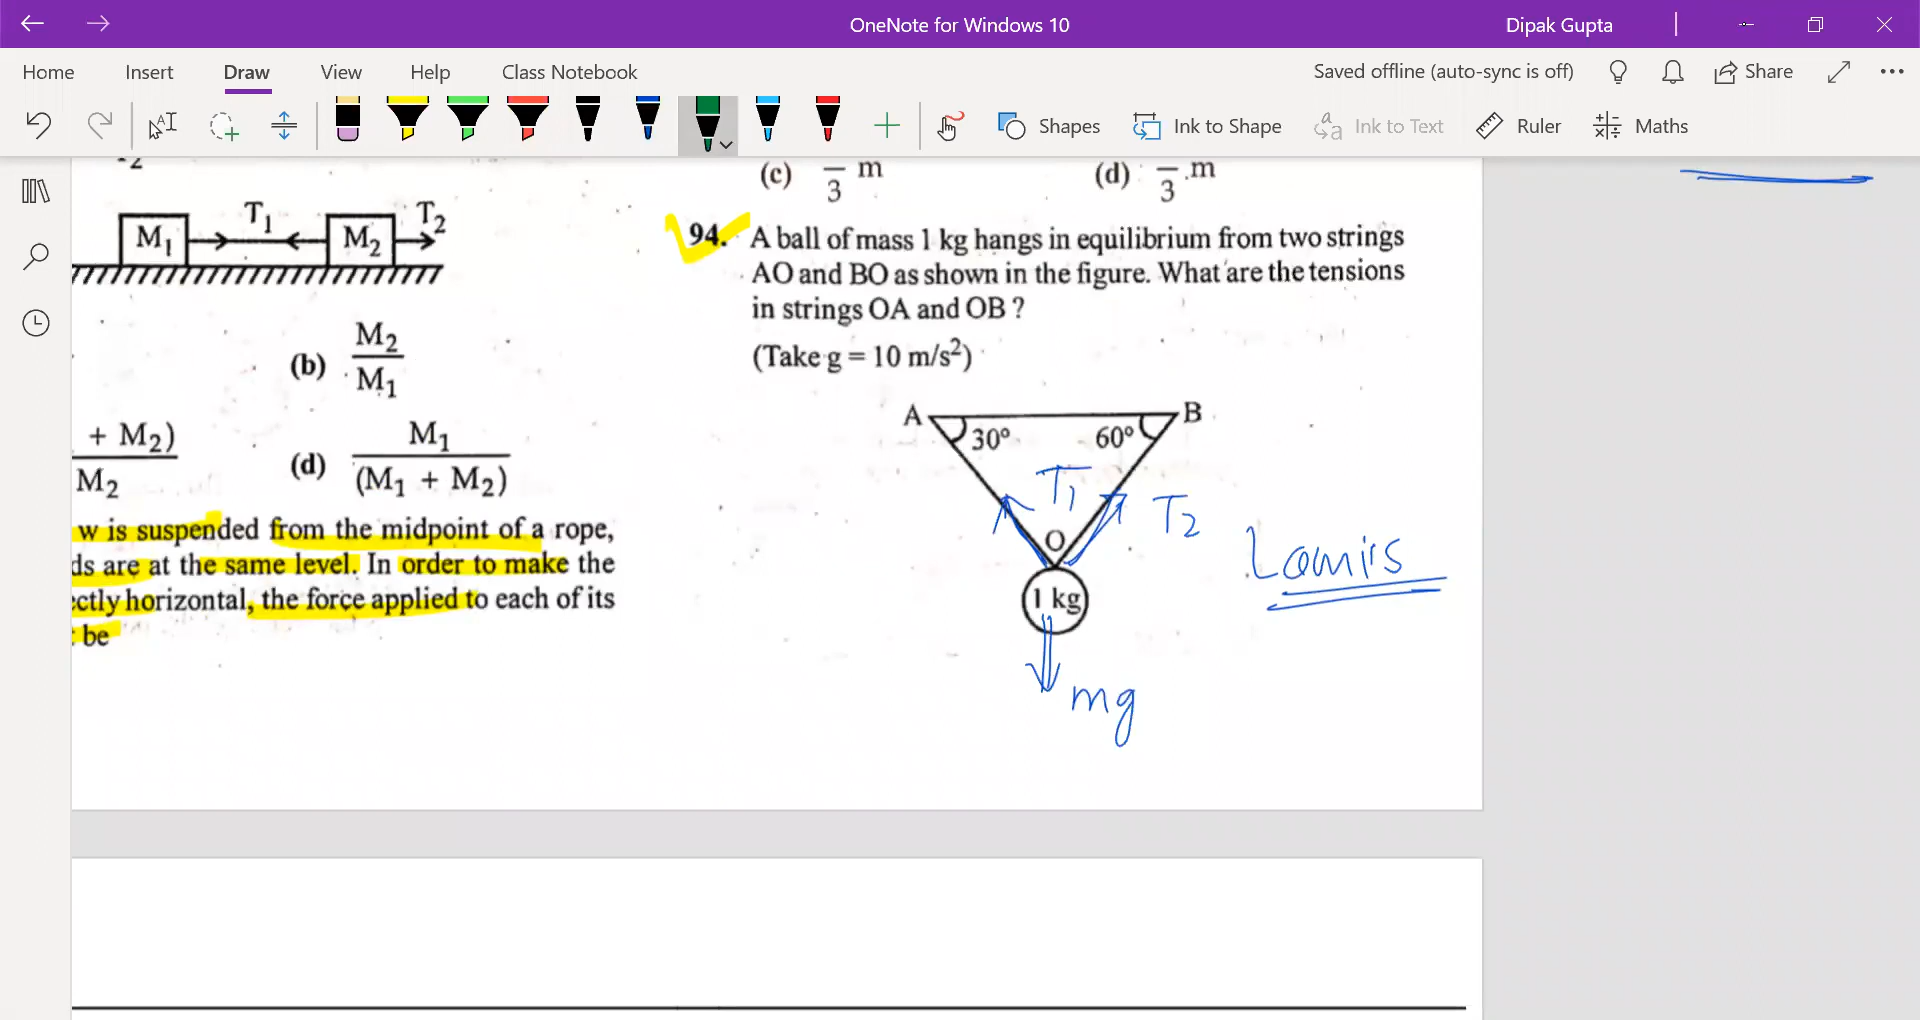 OneNote for Windows 10
Dipak Gupta
Home Insert Draw View Help Class Notebook
Saved offline (auto-sync is off) Share
Shapes Ink to Shape Ink to Text Ruler Maths
M₁ T₁ M₂ T₂
(b) M₂/M₁
+ M₂)/M₂
(d) M₁/(M₁ + M₂)
w is suspended from the midpoint of a rope,
ds are at the same level. In order to make the
ctly horizontal, the force applied to each of its
be
(c) /3 m (d) /3 m
94. A ball of mass 1 kg hangs in equilibrium from two strings
AO and BO as shown in the figure. What are the tensions
in strings OA and OB ?
(Take g = 10 m/s²)
A B
30° 60°
T₁ T₂
O
1 kg
mg
Lami's